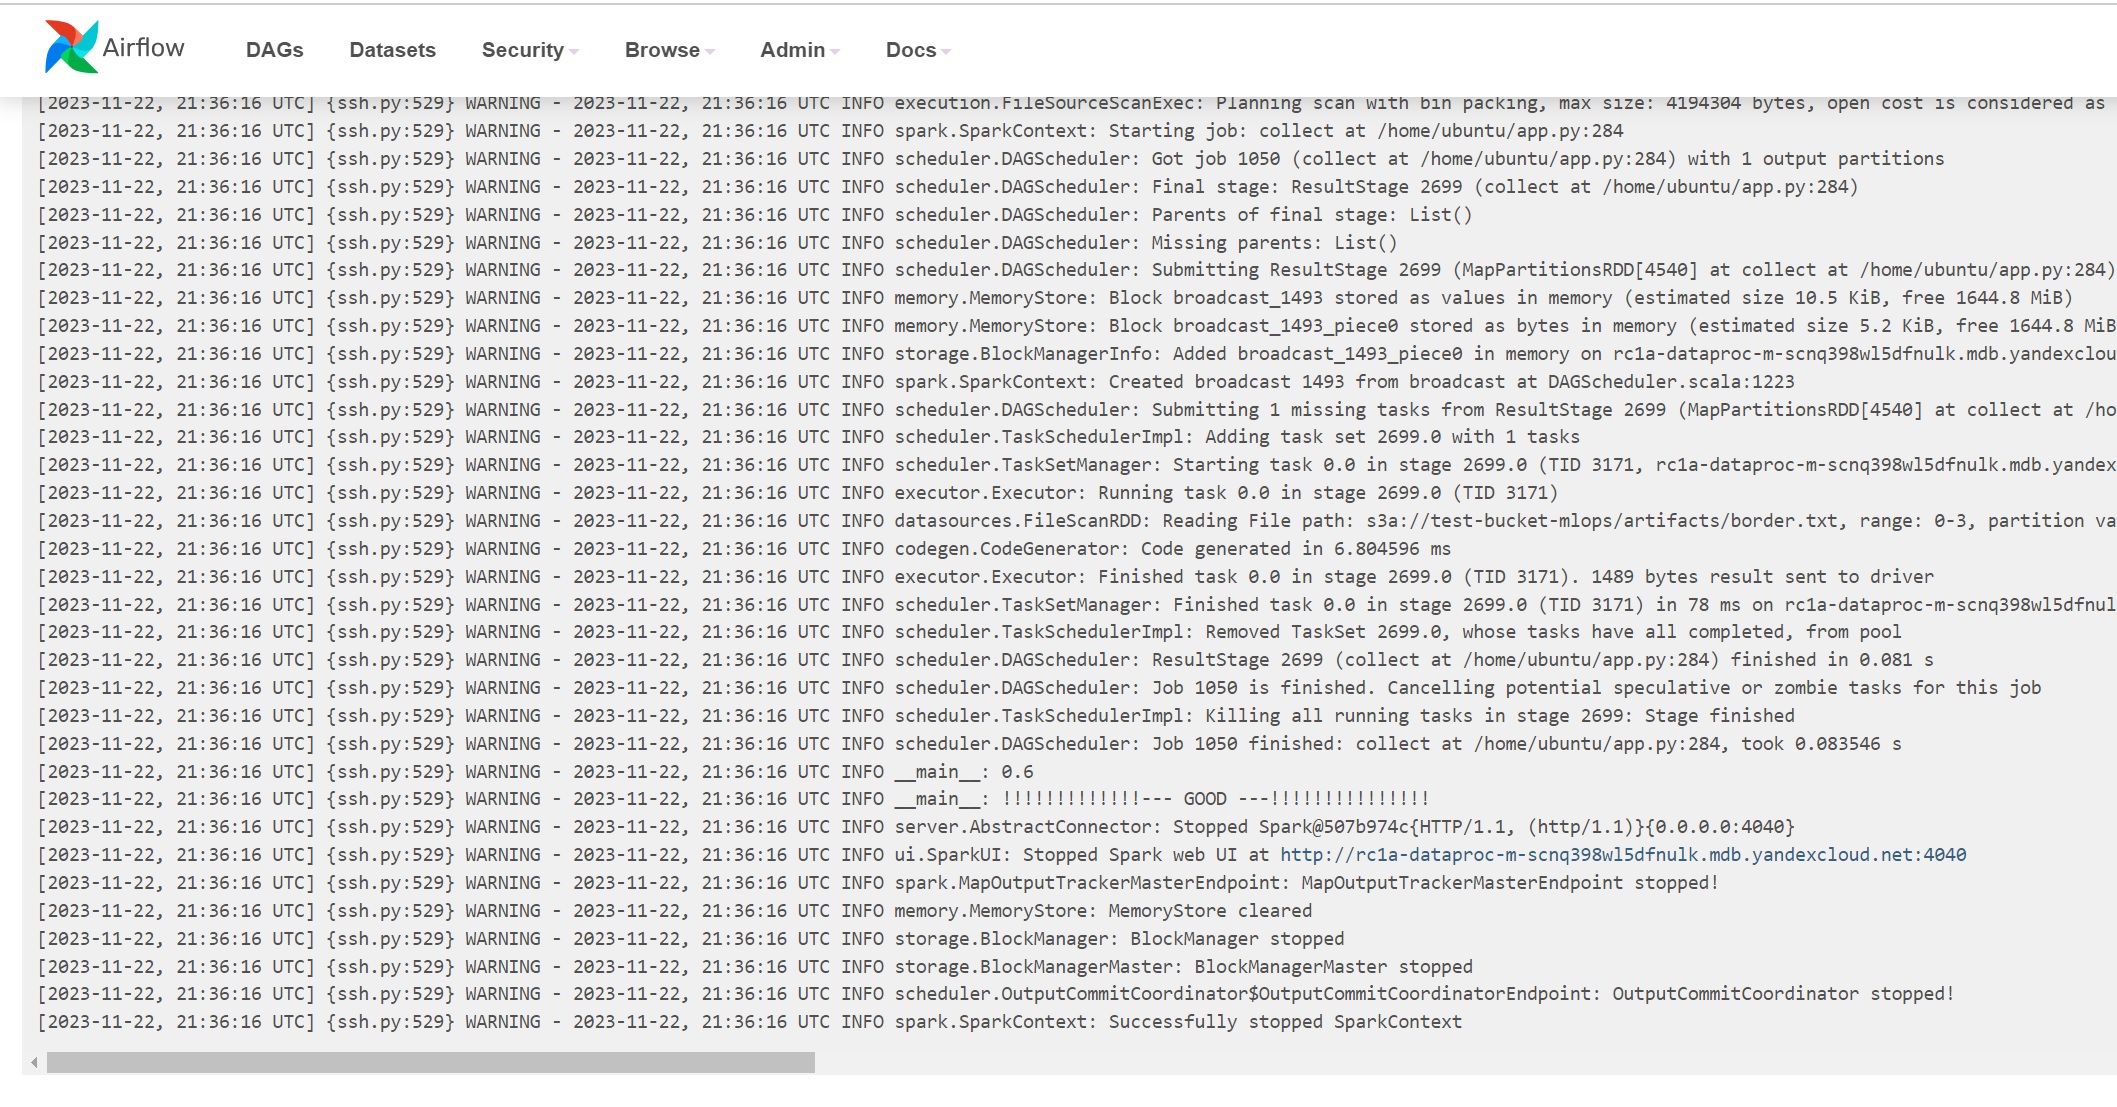 Airflow DAGs Datasets Security Browse Admin Docs
[2023-11-22, 21:36:16 UTC] {ssh.py:529} WARNING - 2023-11-22, 21:36:16 UTC INFO execution.FileSourceScanExec: Planning scan with bin packing, max size: 4194304 bytes, open cost is considered as
[2023-11-22, 21:36:16 UTC] {ssh.py:529} WARNING - 2023-11-22, 21:36:16 UTC INFO spark.SparkContext: Starting job: collect at /home/ubuntu/app.py:284
[2023-11-22, 21:36:16 UTC] {ssh.py:529} WARNING - 2023-11-22, 21:36:16 UTC INFO scheduler.DAGScheduler: Got job 1050 (collect at /home/ubuntu/app.py:284) with 1 output partitions
[2023-11-22, 21:36:16 UTC] {ssh.py:529} WARNING - 2023-11-22, 21:36:16 UTC INFO scheduler.DAGScheduler: Final stage: ResultStage 2699 (collect at /home/ubuntu/app.py:284)
[2023-11-22, 21:36:16 UTC] {ssh.py:529} WARNING - 2023-11-22, 21:36:16 UTC INFO scheduler.DAGScheduler: Parents of final stage: List()
[2023-11-22, 21:36:16 UTC] {ssh.py:529} WARNING - 2023-11-22, 21:36:16 UTC INFO scheduler.DAGScheduler: Missing parents: List()
[2023-11-22, 21:36:16 UTC] {ssh.py:529} WARNING - 2023-11-22, 21:36:16 UTC INFO scheduler.DAGScheduler: Submitting ResultStage 2699 (MapPartitionsRDD[4540] at collect at /home/ubuntu/app.py:284)
[2023-11-22, 21:36:16 UTC] {ssh.py:529} WARNING - 2023-11-22, 21:36:16 UTC INFO memory.MemoryStore: Block broadcast_1493 stored as values in memory (estimated size 10.5 KiB, free 1644.8 MiB)
[2023-11-22, 21:36:16 UTC] {ssh.py:529} WARNING - 2023-11-22, 21:36:16 UTC INFO memory.MemoryStore: Block broadcast_1493_piece0 stored as bytes in memory (estimated size 5.2 KiB, free 1644.8 MiB
[2023-11-22, 21:36:16 UTC] {ssh.py:529} WARNING - 2023-11-22, 21:36:16 UTC INFO storage.BlockManagerInfo: Added broadcast_1493_piece0 in memory on rc1a-dataproc-m-scnq398wl5dfnulk.mdb.yandexclou
[2023-11-22, 21:36:16 UTC] {ssh.py:529} WARNING - 2023-11-22, 21:36:16 UTC INFO spark.SparkContext: Created broadcast 1493 from broadcast at DAGScheduler.scala:1223
[2023-11-22, 21:36:16 UTC] {ssh.py:529} WARNING - 2023-11-22, 21:36:16 UTC INFO scheduler.DAGScheduler: Submitting 1 missing tasks from ResultStage 2699 (MapPartitionsRDD[4540] at collect at /ho
[2023-11-22, 21:36:16 UTC] {ssh.py:529} WARNING - 2023-11-22, 21:36:16 UTC INFO scheduler.TaskSchedulerImpl: Adding task set 2699.0 with 1 tasks
[2023-11-22, 21:36:16 UTC] {ssh.py:529} WARNING - 2023-11-22, 21:36:16 UTC INFO scheduler.TaskSetManager: Starting task 0.0 in stage 2699.0 (TID 3171, rc1a-dataproc-m-scnq398wl5dfnulk.mdb.yandex
[2023-11-22, 21:36:16 UTC] {ssh.py:529} WARNING - 2023-11-22, 21:36:16 UTC INFO executor.Executor: Running task 0.0 in stage 2699.0 (TID 3171)
[2023-11-22, 21:36:16 UTC] {ssh.py:529} WARNING - 2023-11-22, 21:36:16 UTC INFO datasources.FileScanRDD: Reading File path: s3a://test-bucket-mlops/artifacts/border.txt, range: 0-3, partition va
[2023-11-22, 21:36:16 UTC] {ssh.py:529} WARNING - 2023-11-22, 21:36:16 UTC INFO codegen.CodeGenerator: Code generated in 6.804596 ms
[2023-11-22, 21:36:16 UTC] {ssh.py:529} WARNING - 2023-11-22, 21:36:16 UTC INFO executor.Executor: Finished task 0.0 in stage 2699.0 (TID 3171). 1489 bytes result sent to driver
[2023-11-22, 21:36:16 UTC] {ssh.py:529} WARNING - 2023-11-22, 21:36:16 UTC INFO scheduler.TaskSetManager: Finished task 0.0 in stage 2699.0 (TID 3171) in 78 ms on rc1a-dataproc-m-scnq398wl5dfnul
[2023-11-22, 21:36:16 UTC] {ssh.py:529} WARNING - 2023-11-22, 21:36:16 UTC INFO scheduler.TaskSchedulerImpl: Removed TaskSet 2699.0, whose tasks have all completed, from pool
[2023-11-22, 21:36:16 UTC] {ssh.py:529} WARNING - 2023-11-22, 21:36:16 UTC INFO scheduler.DAGScheduler: ResultStage 2699 (collect at /home/ubuntu/app.py:284) finished in 0.081 s
[2023-11-22, 21:36:16 UTC] {ssh.py:529} WARNING - 2023-11-22, 21:36:16 UTC INFO scheduler.DAGScheduler: Job 1050 is finished. Cancelling potential speculative or zombie tasks for this job
[2023-11-22, 21:36:16 UTC] {ssh.py:529} WARNING - 2023-11-22, 21:36:16 UTC INFO scheduler.TaskSchedulerImpl: Killing all running tasks in stage 2699: Stage finished
[2023-11-22, 21:36:16 UTC] {ssh.py:529} WARNING - 2023-11-22, 21:36:16 UTC INFO scheduler.DAGScheduler: Job 1050 finished: collect at /home/ubuntu/app.py:284, took 0.083546 s
[2023-11-22, 21:36:16 UTC] {ssh.py:529} WARNING - 2023-11-22, 21:36:16 UTC INFO __main__: 0.6
[2023-11-22, 21:36:16 UTC] {ssh.py:529} WARNING - 2023-11-22, 21:36:16 UTC INFO __main__: !!!!!!!!!!!!!--- GOOD ---!!!!!!!!!!!!!!!
[2023-11-22, 21:36:16 UTC] {ssh.py:529} WARNING - 2023-11-22, 21:36:16 UTC INFO server.AbstractConnector: Stopped Spark@507b974c{HTTP/1.1, (http/1.1)}{0.0.0.0:4040}
[2023-11-22, 21:36:16 UTC] {ssh.py:529} WARNING - 2023-11-22, 21:36:16 UTC INFO ui.SparkUI: Stopped Spark web UI at http://rc1a-dataproc-m-scnq398wl5dfnulk.mdb.yandexcloud.net:4040
[2023-11-22, 21:36:16 UTC] {ssh.py:529} WARNING - 2023-11-22, 21:36:16 UTC INFO spark.MapOutputTrackerMasterEndpoint: MapOutputTrackerMasterEndpoint stopped!
[2023-11-22, 21:36:16 UTC] {ssh.py:529} WARNING - 2023-11-22, 21:36:16 UTC INFO memory.MemoryStore: MemoryStore cleared
[2023-11-22, 21:36:16 UTC] {ssh.py:529} WARNING - 2023-11-22, 21:36:16 UTC INFO storage.BlockManager: BlockManager stopped
[2023-11-22, 21:36:16 UTC] {ssh.py:529} WARNING - 2023-11-22, 21:36:16 UTC INFO storage.BlockManagerMaster: BlockManagerMaster stopped
[2023-11-22, 21:36:16 UTC] {ssh.py:529} WARNING - 2023-11-22, 21:36:16 UTC INFO scheduler.OutputCommitCoordinator$OutputCommitCoordinatorEndpoint: OutputCommitCoordinator stopped!
[2023-11-22, 21:36:16 UTC] {ssh.py:529} WARNING - 2023-11-22, 21:36:16 UTC INFO spark.SparkContext: Successfully stopped SparkContext